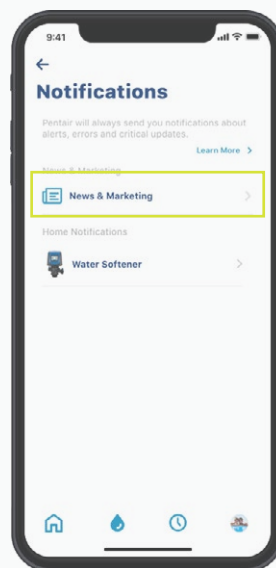 9:41
Notifications
Pentair will always send you notifications about
alerts, errors and critical updates.
Learn More >
News & Marketing
News & Marketing >
Home Notifications
Water Softener >